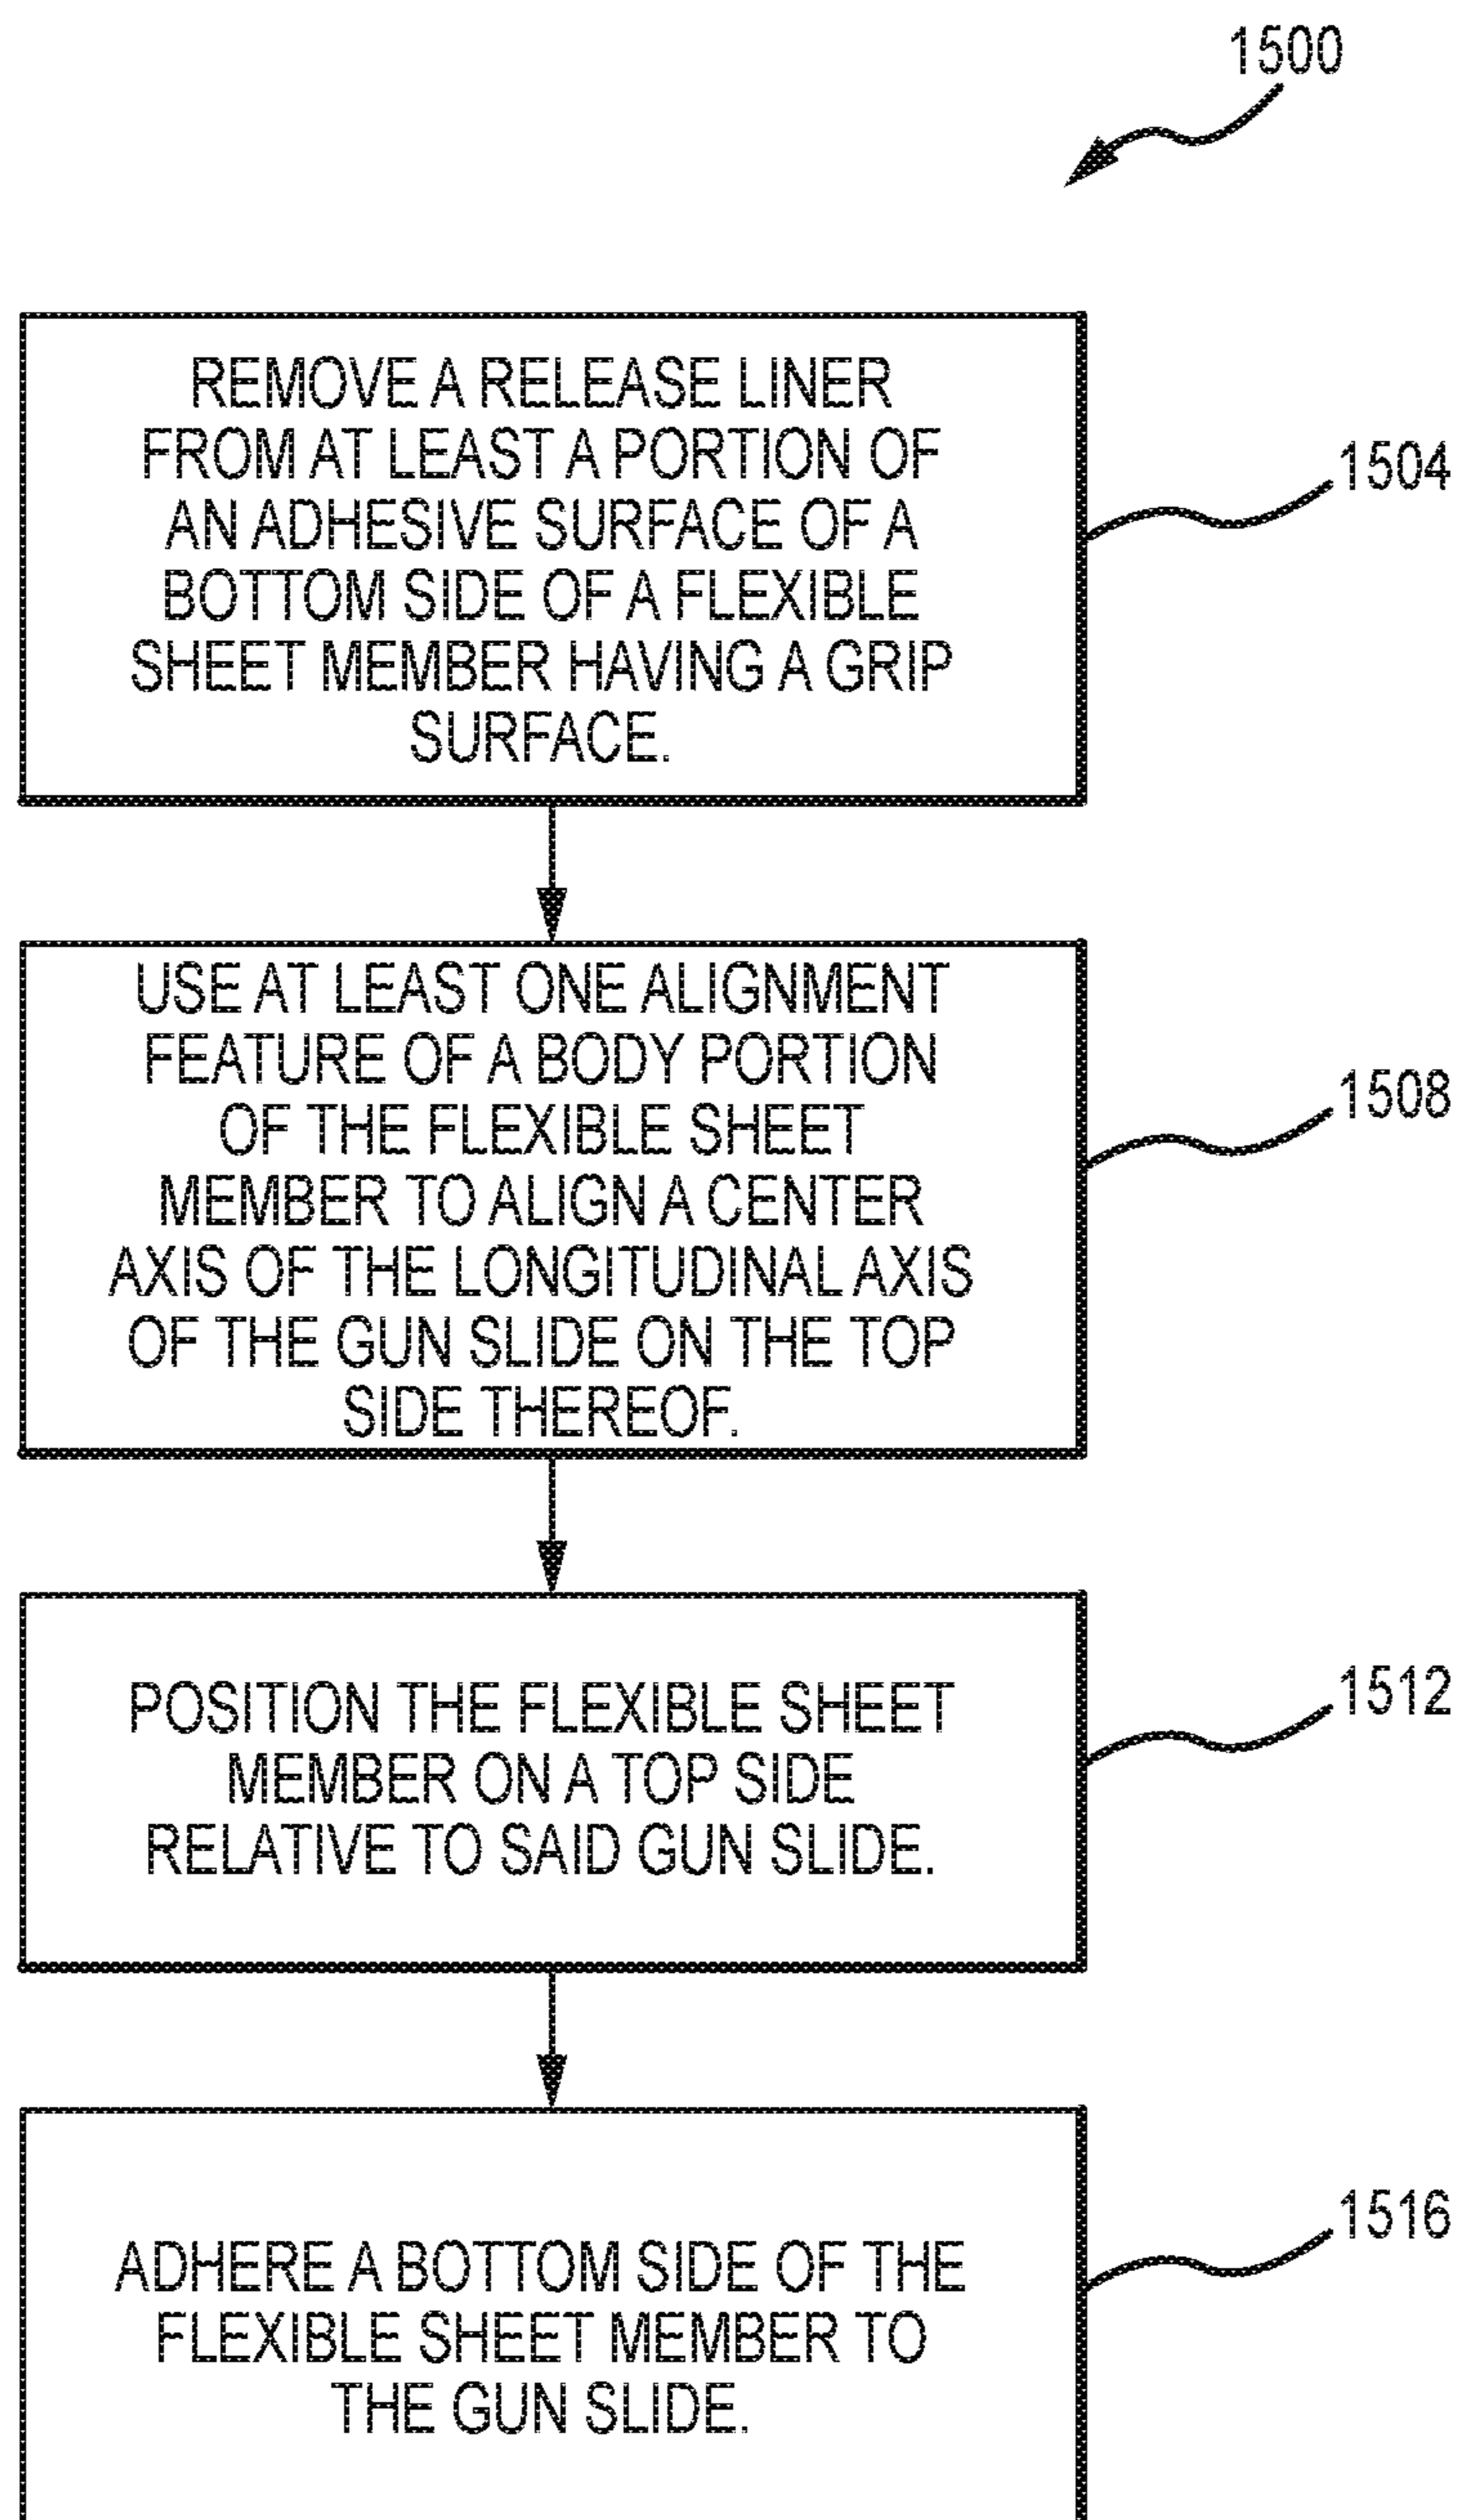 1500
REMOVE A RELEASE LINER
FROM AT LEAST A PORTION OF
AN ADHESIVE SURFACE OF A
BOTTOM SIDE OF A FLEXIBLE
SHEET MEMBER HAVING A GRIP
SURFACE.
1504
USE AT LEAST ONE ALIGNMENT
FEATURE OF A BODY PORTION
OF THE FLEXIBLE SHEET
MEMBER TO ALIGN A CENTER
AXIS OF THE LONGITUDINAL AXIS
OF THE GUN SLIDE ON THE TOP
SIDE THEREOF.
1508
POSITION THE FLEXIBLE SHEET
MEMBER ON A TOP SIDE
RELATIVE TO SAID GUN SLIDE.
1512
ADHERE A BOTTOM SIDE OF THE
FLEXIBLE SHEET MEMBER TO
THE GUN SLIDE.
1516